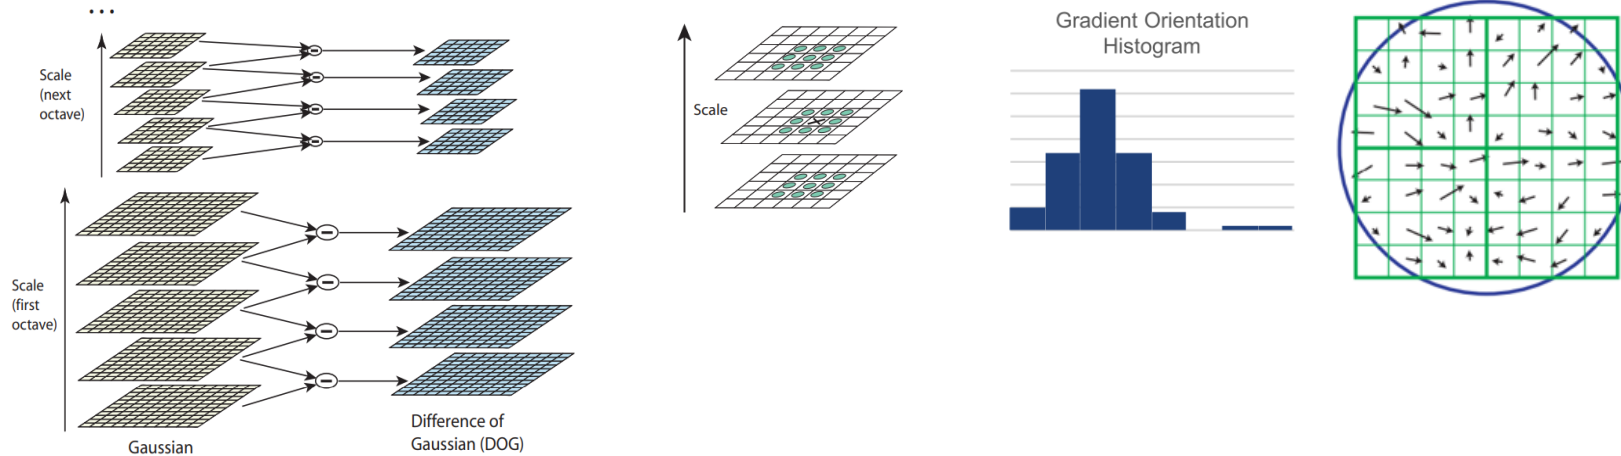 ...
Scale
(next
octave)
Scale
(first
octave)
Gaussian
Difference of
Gaussian (DOG)
Scale
Gradient Orientation
Histogram